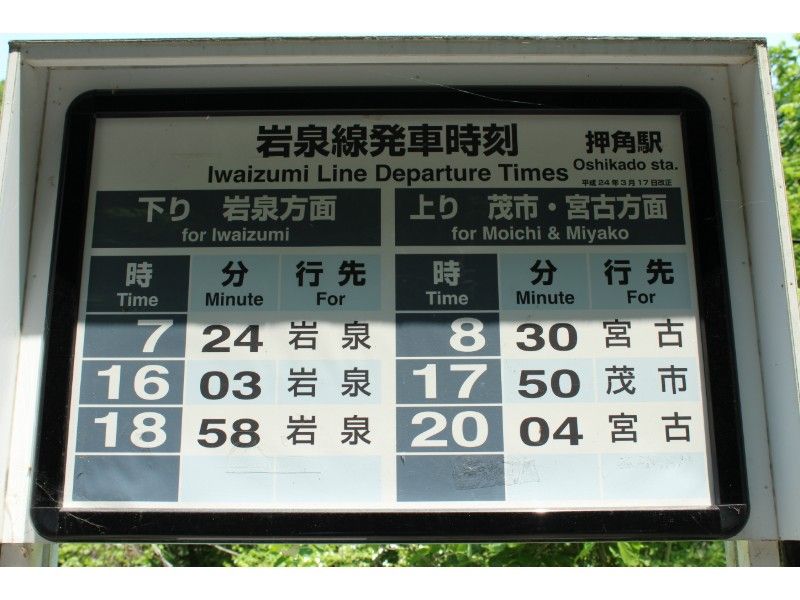 岩泉線発車時刻
Iwaizumi Line Departure Times
押角駅
Oshikado sta.
平成24年3月17日改正
下り 岩泉方面
for Iwaizumi
時 分 行先
Time Minute For
7 24 岩泉
16 03 岩泉
18 58 岩泉
上り 茂市・宮古方面
for Moichi & Miyako
時 分 行先
Time Minute For
8 30 宮古
17 50 茂市
20 04 宮古